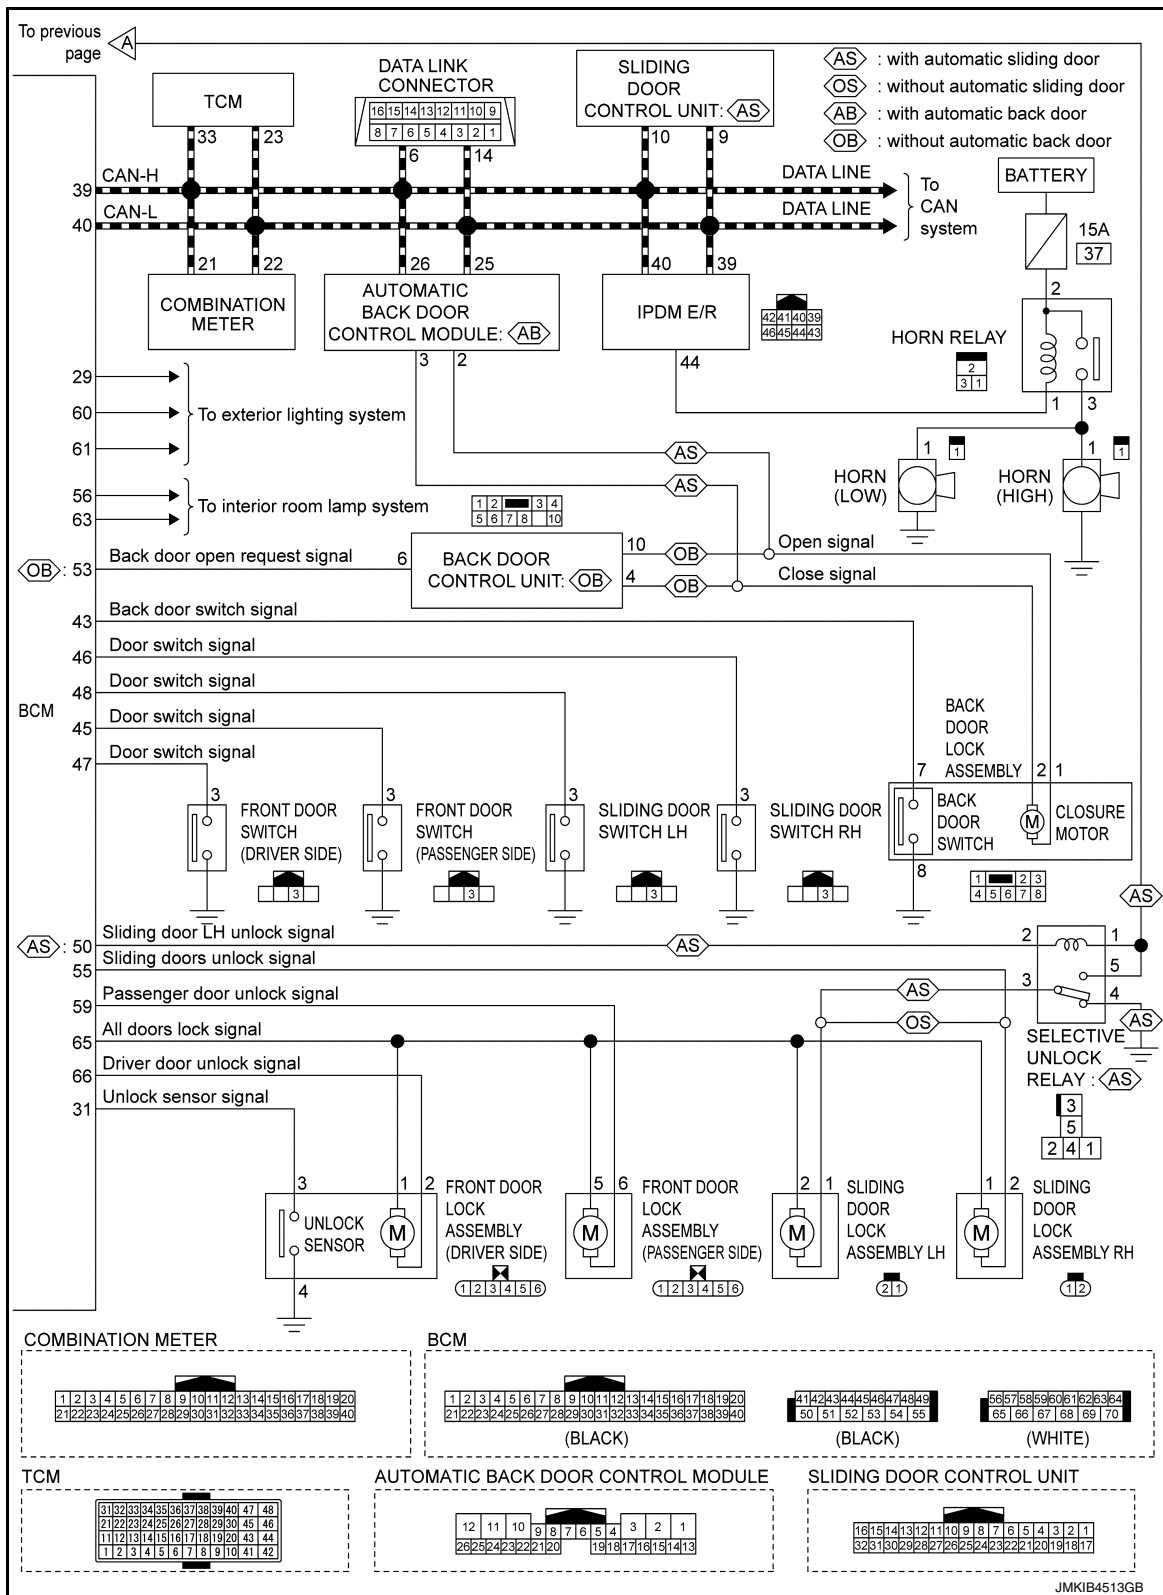 To previous page
A
AS : with automatic sliding door
OS : without automatic sliding door
AB : with automatic back door
OB : without automatic back door
TCM
33 23
DATA LINK CONNECTOR
16 15 14 13 12 11 10 9
8 7 6 5 4 3 2 1
6 14
SLIDING DOOR CONTROL UNIT: AS
10 9
39 CAN-H DATA LINE
40 CAN-L DATA LINE
To CAN system
BATTERY
15A
37
21 22
COMBINATION METER
26 25
AUTOMATIC BACK DOOR CONTROL MODULE: AB
3 2
40 39
IPDM E/R
44
42 41 40 39
46 45 44 43
2
HORN RELAY
2
3 1
1 3
29
60
61
To exterior lighting system
56
63
To interior room lamp system
AS
AS
1
HORN (LOW)
1
1
HORN (HIGH)
1
1 2 3 4
5 6 7 8 10
OB : 53 Back door open request signal 6
BACK DOOR CONTROL UNIT: OB
10 OB Open signal
4 OB Close signal
43 Back door switch signal
46 Door switch signal
48 Door switch signal
BCM
45 Door switch signal
47 Door switch signal
3
FRONT DOOR SWITCH (DRIVER SIDE)
3
3
FRONT DOOR SWITCH (PASSENGER SIDE)
3
3
SLIDING DOOR SWITCH LH
3
3
SLIDING DOOR SWITCH RH
3
BACK DOOR LOCK ASSEMBLY
7 2 1
BACK DOOR SWITCH
M
CLOSURE MOTOR
8
1 2 3
4 5 6 7 8
AS
AS : 50 Sliding door LH unlock signal AS 2 1
55 Sliding doors unlock signal 5
59 Passenger door unlock signal AS 3 4
65 All doors lock signal OS AS
66 Driver door unlock signal
31 Unlock sensor signal
SELECTIVE UNLOCK RELAY : AS
3
5
2 4 1
3 1 2
UNLOCK SENSOR
M
4
FRONT DOOR LOCK ASSEMBLY (DRIVER SIDE)
1 2 3 4 5 6
5 6
M
FRONT DOOR LOCK ASSEMBLY (PASSENGER SIDE)
1 2 3 4 5 6
2 1
M
SLIDING DOOR LOCK ASSEMBLY LH
2 1
1 2
M
SLIDING DOOR LOCK ASSEMBLY RH
1 2
COMBINATION METER
1 2 3 4 5 6 7 8 9 10 11 12 13 14 15 16 17 18 19 20
21 22 23 24 25 26 27 28 29 30 31 32 33 34 35 36 37 38 39 40
BCM
1 2 3 4 5 6 7 8 9 10 11 12 13 14 15 16 17 18 19 20
21 22 23 24 25 26 27 28 29 30 31 32 33 34 35 36 37 38 39 40
(BLACK)
41 42 43 44 45 46 47 48 49
50 51 52 53 54 55
(BLACK)
56 57 58 59 60 61 62 63 64
65 66 67 68 69 70
(WHITE)
TCM
31 32 33 34 35 36 37 38 39 40 47 48
21 22 23 24 25 26 27 28 29 30 45 46
11 12 13 14 15 16 17 18 19 20 43 44
1 2 3 4 5 6 7 8 9 10 41 42
AUTOMATIC BACK DOOR CONTROL MODULE
12 11 10 9 8 7 6 5 4 3 2 1
26 25 24 23 22 21 20 19 18 17 16 15 14 13
SLIDING DOOR CONTROL UNIT
16 15 14 13 12 11 10 9 8 7 6 5 4 3 2 1
32 31 30 29 28 27 26 25 24 23 22 21 20 19 18 17
JMKIB4513GB